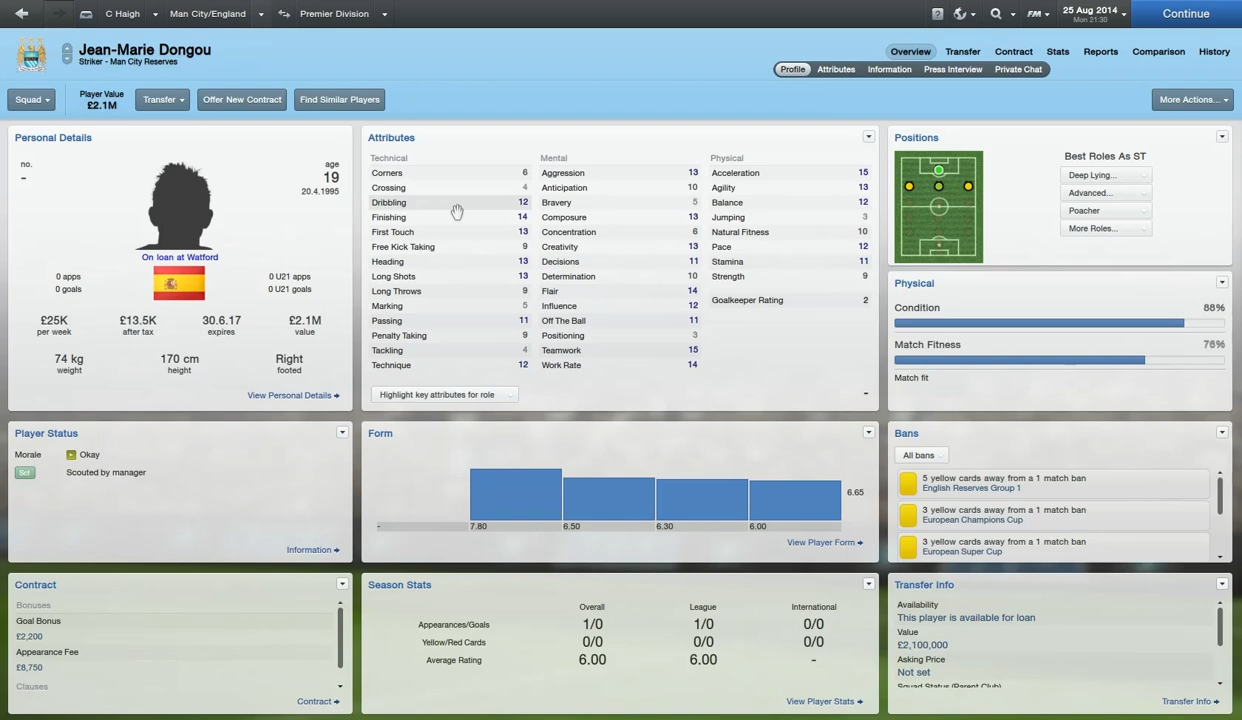 C Haigh
Man City/England
Premier Division
?
FM
25 Aug 2014
Mon 21:30
Continue
Jean-Marie Dongou
Striker - Man City Reserves
Overview Transfer Contract Stats Reports Comparison History
Profile Attributes Information Press Interview Private Chat
Squad
Player Value
£2.1M
Transfer
Offer New Contract
Find Similar Players
More Actions...
Personal Details
no.
-
age
19
20.4.1995
On loan at Watford
0 apps
0 goals
0 U21 apps
0 U21 goals
£25K £13.5K 30.6.17 £2.1M
per week after tax expires value
74 kg 170 cm Right
weight height footed
View Personal Details
Attributes
Technical Mental Physical
Corners 6 Aggression 13 Acceleration 15
Crossing 4 Anticipation 10 Agility 13
Dribbling 12 Bravery 5 Balance 12
Finishing 14 Composure 13 Jumping 3
First Touch 13 Concentration 6 Natural Fitness 10
Free Kick Taking 9 Creativity 13 Pace 12
Heading 13 Decisions 11 Stamina 11
Long Shots 13 Determination 10 Strength 9
Long Throws 9 Flair 14
Goalkeeper Rating 2
Marking 5 Influence 12
Passing 11 Off The Ball 11
Penalty Taking 9 Positioning 3
Tackling 4 Teamwork 15
Technique 12 Work Rate 14
Highlight key attributes for role
-
Positions
Best Roles As ST
Deep Lying...
Advanced...
Poacher
More Roles...
Physical
Condition 88%
Match Fitness 76%
Match fit
Player Status
Morale Okay
Sct Scouted by manager
Information
Form
6.65
- 7.80 6.50 6.30 6.00
View Player Form
Bans
All bans
5 yellow cards away from a 1 match ban
English Reserves Group 1
3 yellow cards away from a 1 match ban
European Champions Cup
3 yellow cards away from a 1 match ban
European Super Cup
Contract
Bonuses
Goal Bonus
£2,200
Appearance Fee
£8,750
Clauses
Contract
Season Stats
Overall League International
Appearances/Goals 1/0 1/0 0/0
Yellow/Red Cards 0/0 0/0 0/0
Average Rating 6.00 6.00 -
View Player Stats
Transfer Info
Availability
This player is available for loan
Value
£2,100,000
Asking Price
Not set
Squad Status (Parent Club)
Transfer Info